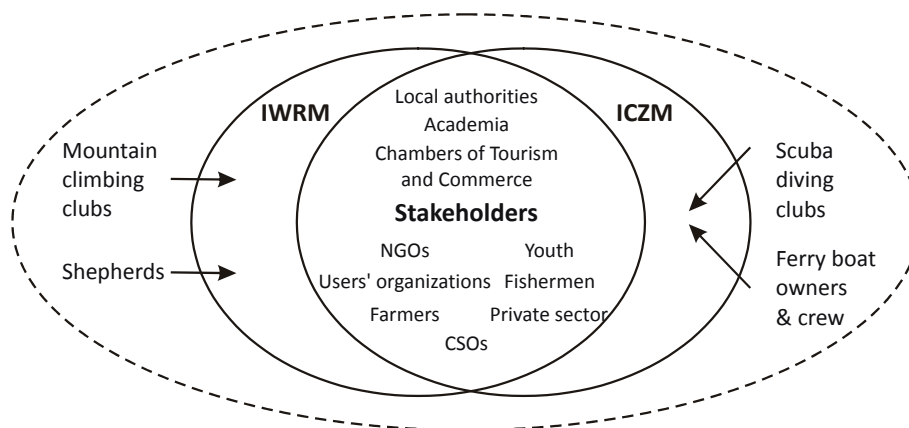 IWRM
ICZM
Local authorities
Academia
Chambers of Tourism
and Commerce
Stakeholders
NGOs
Youth
Users' organizations
Fishermen
Farmers
Private sector
CSOs
Mountain
climbing
clubs
Shepherds
Scuba
diving
clubs
Ferry boat
owners
& crew